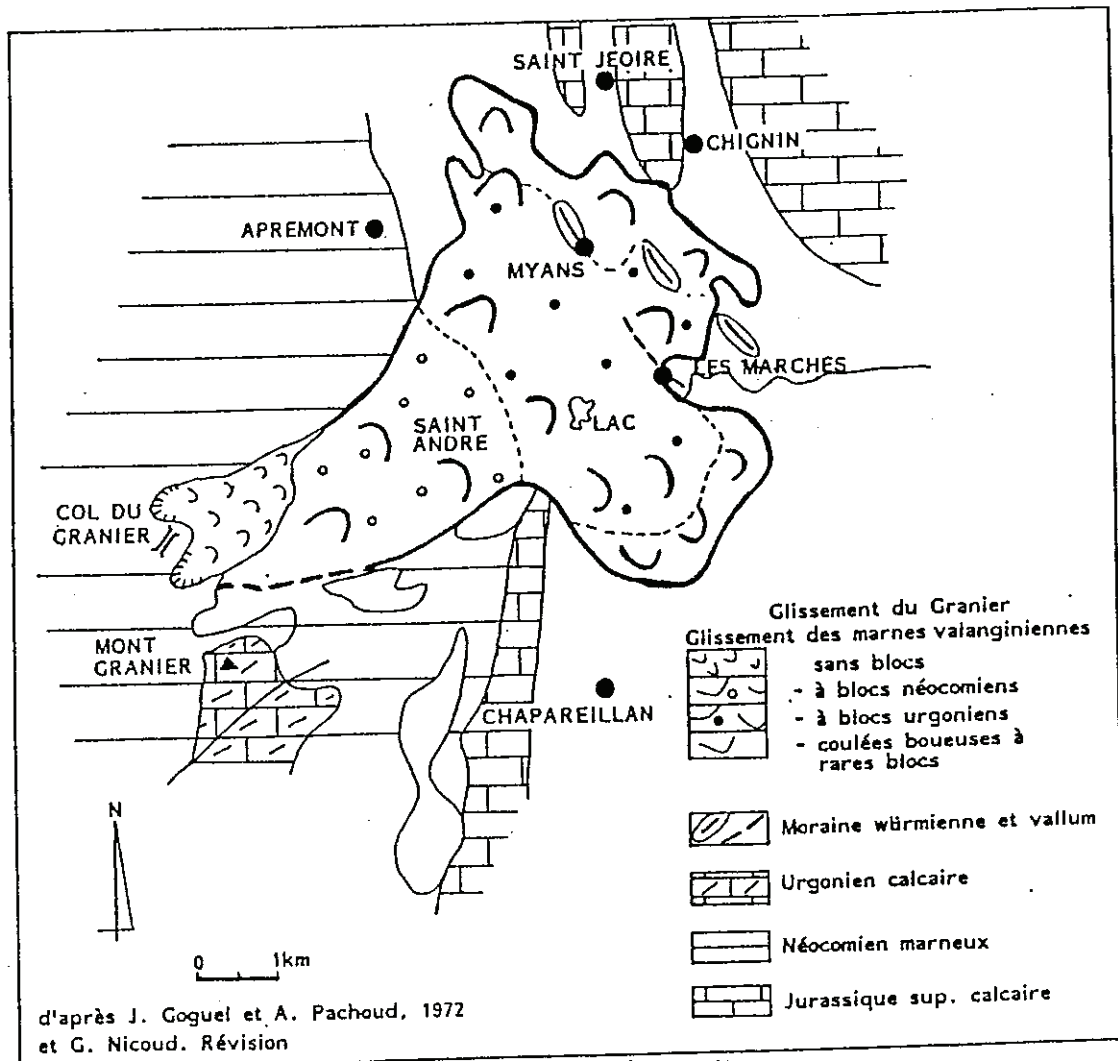 SAINT JEOIRE
CHIGNIN
APREMONT
MYANS
LES MARCHES
SAINT
ANDRE
LAC
COL DU
GRANIER
MONT
GRANIER
CHAPAREILLAN
Glissement du Granier
Glissement des marnes valanginiennes
sans blocs
- à blocs néocomiens
- à blocs urgoniens
- coulées boueuses à
rares blocs
Moraine würmienne et vallum
Urgonien calcaire
Néocomien marneux
Jurassique sup. calcaire
N
0 1km
d'après J. Goguel et A. Pachoud, 1972
et G. Nicoud. Révision